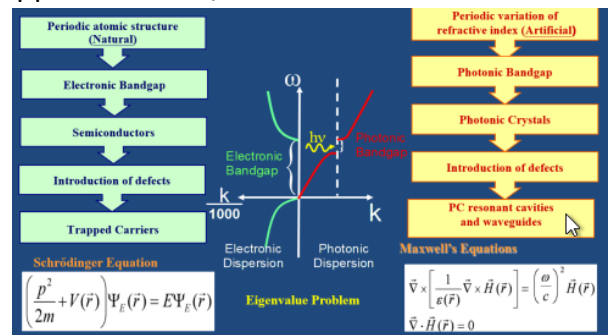 Periodic atomic structure
(Natural)
Electronic Bandgap
Semiconductors
Introduction of defects
Trapped Carriers
Schrödinger Equation
(p²/2m + V(r⃗))Ψ_E(r⃗) = EΨ_E(r⃗)
ω
hν
Electronic
Bandgap
Photonic
Bandgap
k
1000
k
Electronic
Dispersion
Photonic
Dispersion
Eigenvalue Problem
Periodic variation of
refractive index (Artificial)
Photonic Bandgap
Photonic Crystals
Introduction of defects
PC resonant cavities
and waveguides
Maxwell's Equations
∇⃗ × [1/ε(r⃗) ∇⃗ × H⃗(r⃗)] = (ω/c)² H⃗(r⃗)
∇⃗ · H⃗(r⃗) = 0